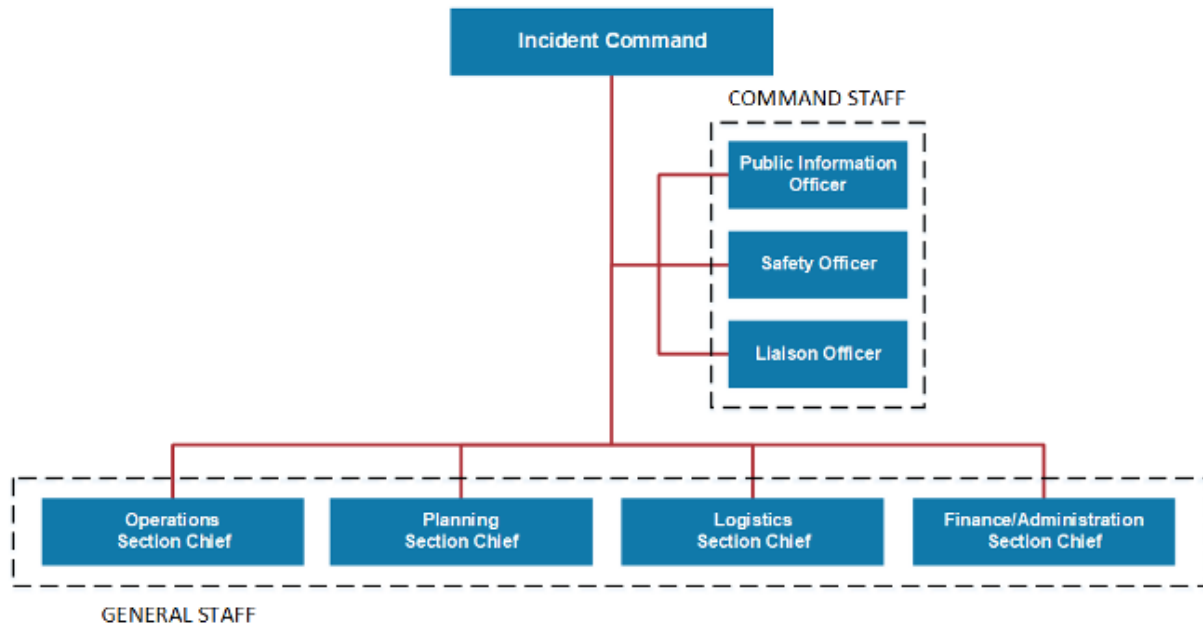 Incident Command
COMMAND STAFF
Public Information
Officer
Safety Officer
Liaison Officer
Operations
Section Chief
Planning
Section Chief
Logistics
Section Chief
Finance/Administration
Section Chief
GENERAL STAFF